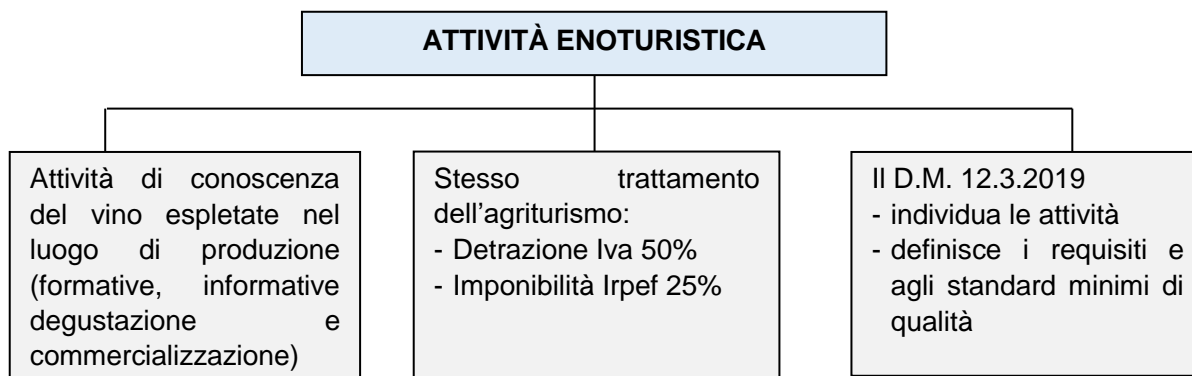 ATTIVITÀ ENOTURISTICA
Attività di conoscenza
del vino espletate nel
luogo di produzione
(formative, informative
degustazione e
commercializzazione)
Stesso trattamento
dell'agriturismo:
- Detrazione Iva 50%
- Imponibilità Irpef 25%
Il D.M. 12.3.2019
- individua le attività
- definisce i requisiti e
agli standard minimi di
qualità